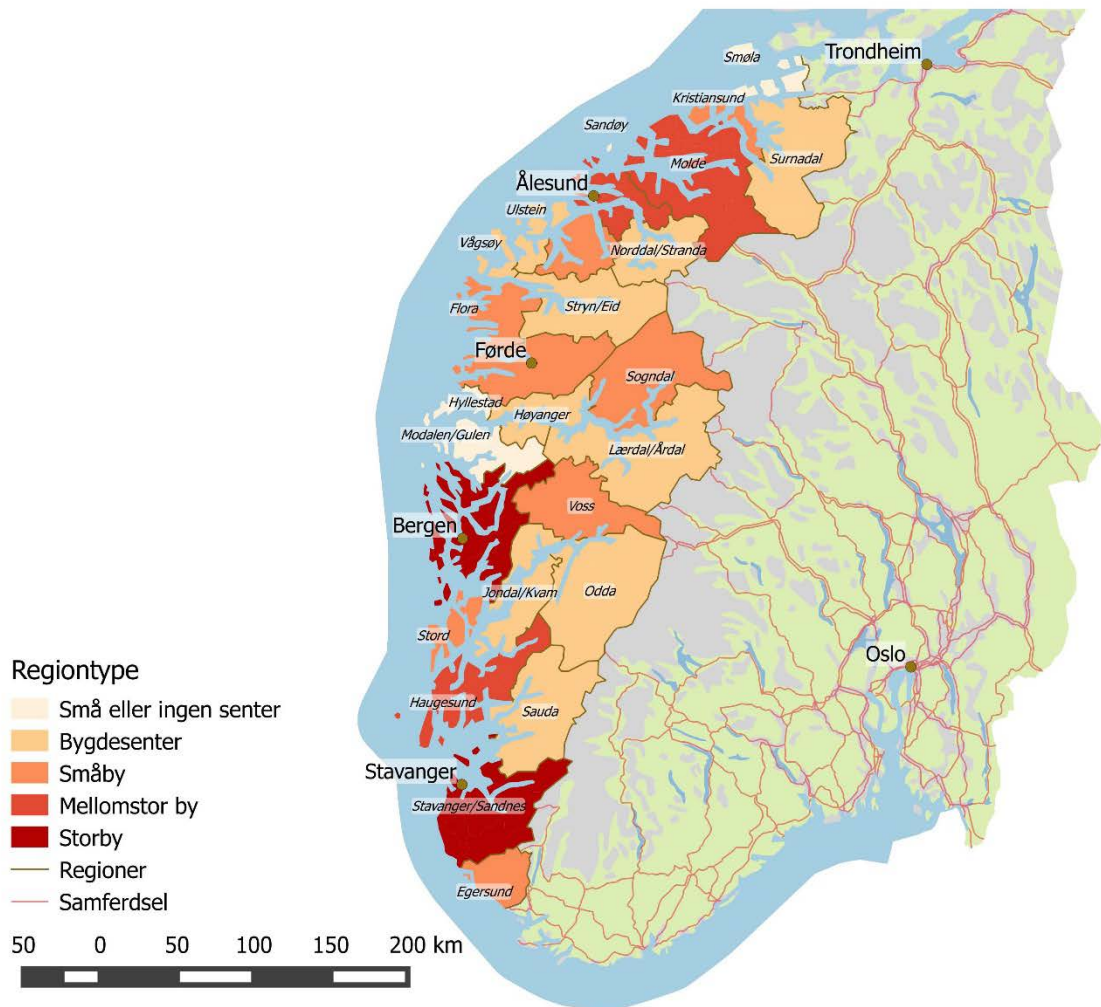 Trondheim
Smøla
Kristiansund
Sandøy
Molde
Surnadal
Ålesund
Ulstein
Vågsøy
Norddal/Stranda
Stryn/Eid
Flora
Førde
Sogndal
Hyllestad
Høyanger
Modalen/Gulen
Lærdal/Årdal
Voss
Bergen
Jondal/Kvam
Odda
Stord
Oslo
Haugesund
Sauda
Stavanger
Stavanger/Sandnes
Egersund
Regiontype
Små eller ingen senter
Bygdesenter
Småby
Mellomstor by
Storby
Regioner
Samferdsel
50 0 50 100 150 200 km